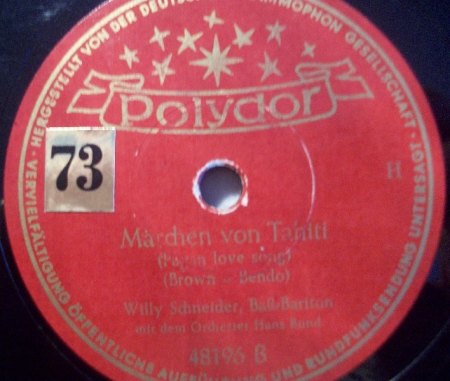 HERGESTELLT VON DER DEUTSCHEN GRAMMOPHON GESELLSCHAFT ·
Polydor
73
H
Märchen von Tahiti
(Pagan love song)
(Brown – Bendo)
Willy Schneider, Baß-Bariton
mit dem Orchester Hans Bund
48196 B
VERVIELFÄLTIGUNG ÖFFENTLICHE AUSFÜHRUNG UND RUNDFUNKSENDUNG UNTERSAGT ·